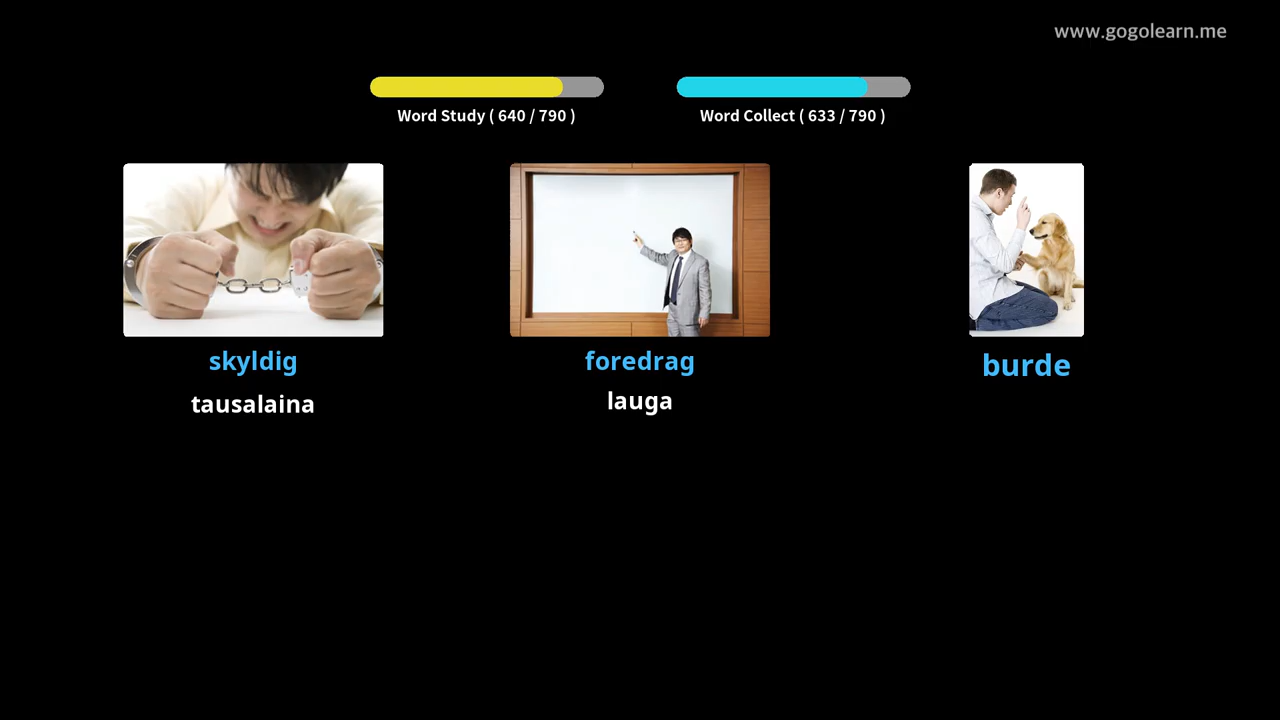 www.gogolearn.me
Word Study ( 640 / 790 )
Word Collect ( 633 / 790 )
skyldig
tausalaina
foredrag
lauga
burde